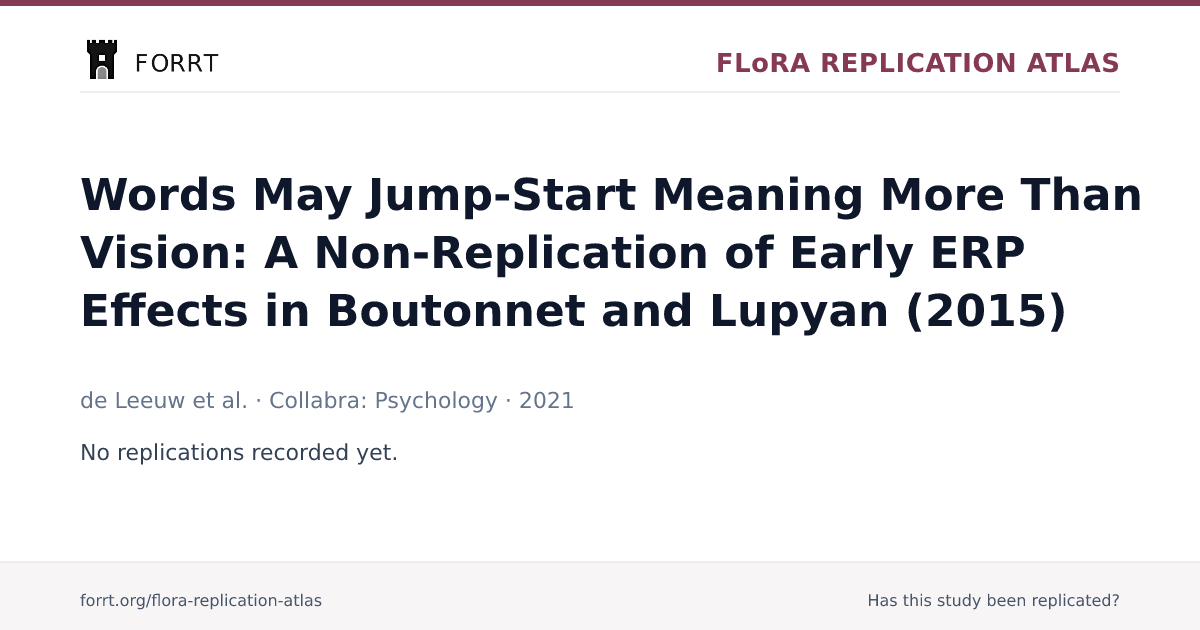 FORRT
FLoRA REPLICATION ATLAS
Words May Jump-Start Meaning More Than
Vision: A Non-Replication of Early ERP
Effects in Boutonnet and Lupyan (2015)
de Leeuw et al. · Collabra: Psychology · 2021
No replications recorded yet.
forrt.org/flora-replication-atlas
Has this study been replicated?